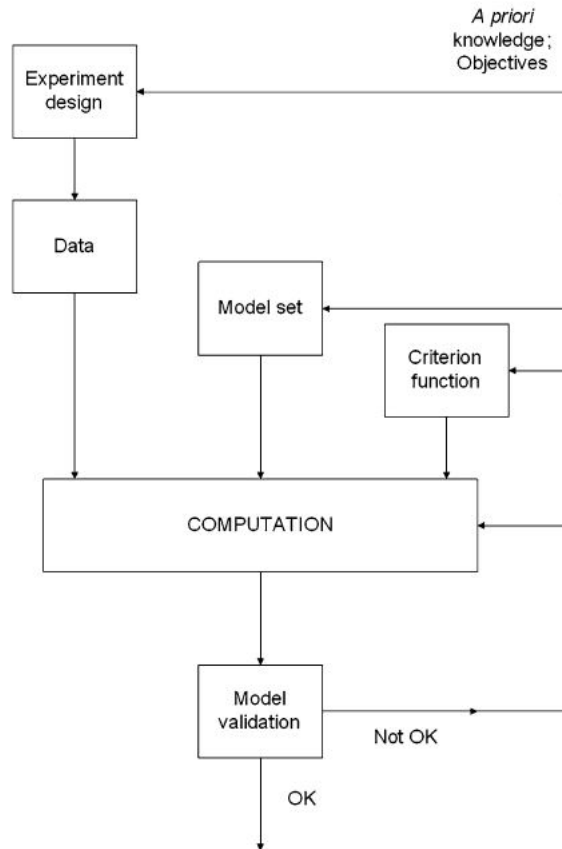 A priori
knowledge;
Objectives
Experiment
design
Data
Model set
Criterion
function
COMPUTATION
Model
validation
Not OK
OK